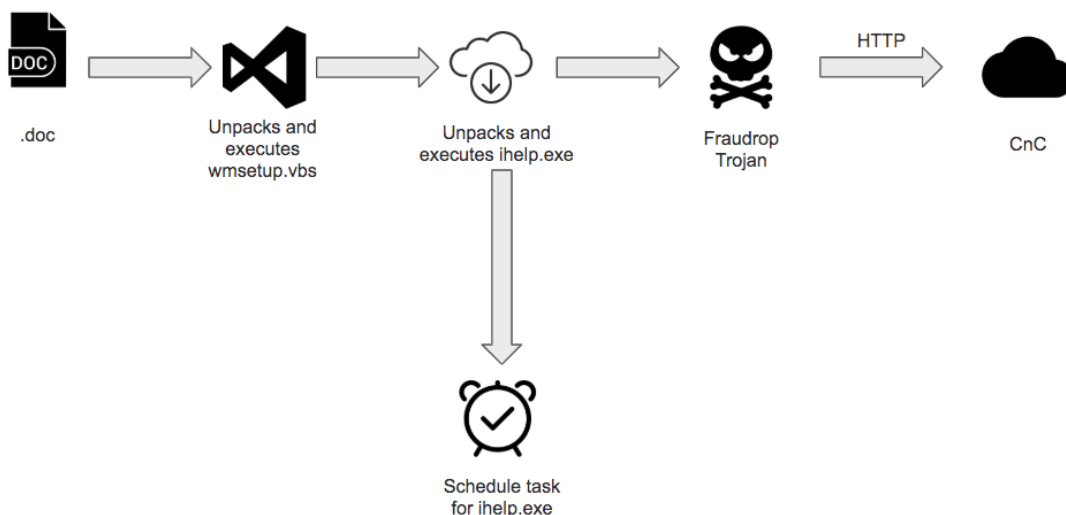 DOC
.doc
Unpacks and
executes
wmsetup.vbs
Unpacks and
executes ihelp.exe
Fraudrop
Trojan
HTTP
CnC
Schedule task
for ihelp.exe